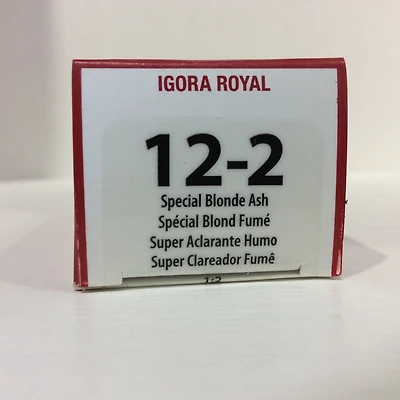 IGORA ROYAL
12-2
Special Blonde Ash
Spécial Blond Fumé
Super Aclarante Humo
Super Clareador Fumê